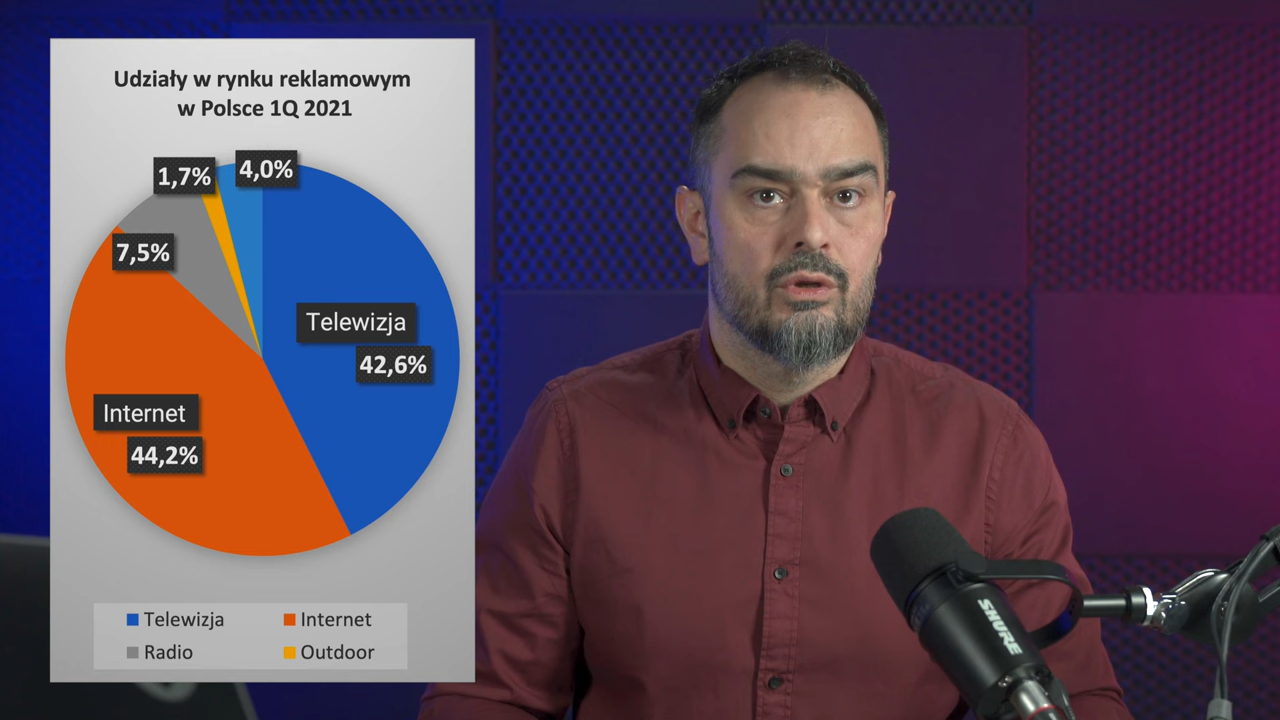 Udziały w rynku reklamowym
w Polsce 1Q 2021
1,7%
4,0%
7,5%
Telewizja
42,6%
Internet
44,2%
Telewizja
Internet
Radio
Outdoor
SHURE